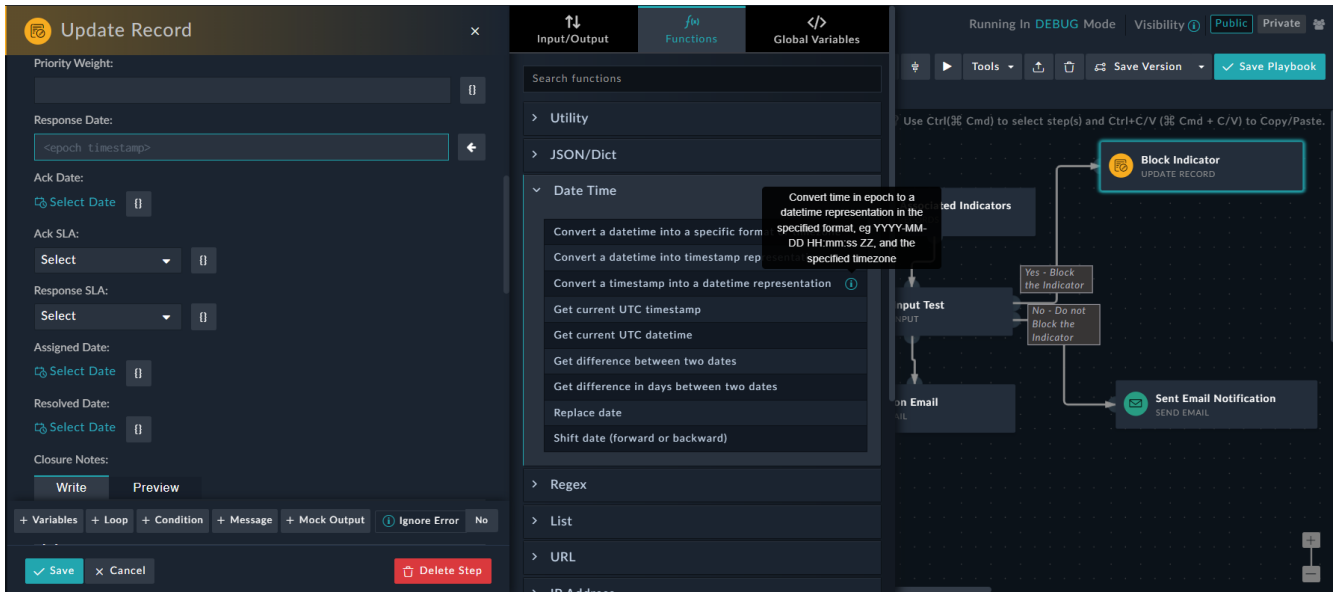 Update Record
×
Priority Weight:
{}
Response Date:
<epoch timestamp>
Ack Date:
Select Date
{}
Ack SLA:
Select
{}
Response SLA:
Select
{}
Assigned Date:
Select Date
{}
Resolved Date:
Select Date
{}
Closure Notes:
Write
Preview
+ Variables
+ Loop
+ Condition
+ Message
+ Mock Output
Ignore Error
No
Save
× Cancel
Delete Step
Input/Output
f(x)
Functions
</>
Global Variables
Search functions
Utility
JSON/Dict
Date Time
Convert a datetime into a specific form
Convert a datetime into timestamp rep
Convert a timestamp into a datetime representation
Get current UTC timestamp
Get current UTC datetime
Get difference between two dates
Get difference in days between two dates
Replace date
Shift date (forward or backward)
Regex
List
URL
IP Address
Convert time in epoch to a
datetime representation in the
specified format, eg YYYY-MM-
DD HH:mm:ss ZZ, and the
specified timezone
Running In DEBUG Mode
Visibility
Public
Private
Tools
Save Version
Save Playbook
Use Ctrl(⌘ Cmd) to select step(s) and Ctrl+C/V (⌘ Cmd + C/V) to Copy/Paste.
Block Indicator
UPDATE RECORD
ated Indicators
Yes - Block
the Indicator
nput Test
NPUT
No - Do not
Block the
Indicator
on Email
AIL
Sent Email Notification
SEND EMAIL
+
−